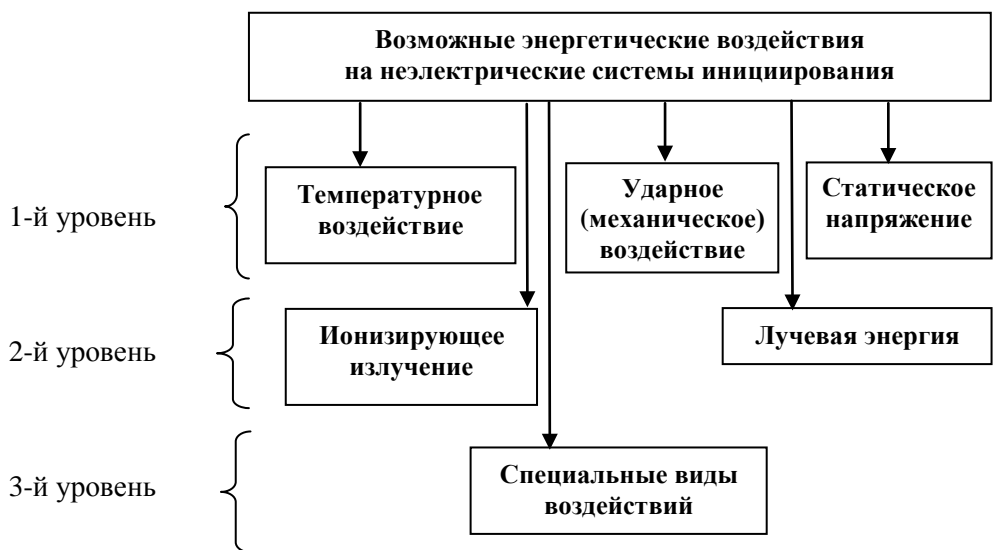 Возможные энергетические воздействия
на неэлектрические системы инициирования
1-й уровень
Температурное
воздействие
Ударное
(механическое)
воздействие
Статическое
напряжение
2-й уровень
Ионизирующее
излучение
Лучевая энергия
3-й уровень
Специальные виды
воздействий